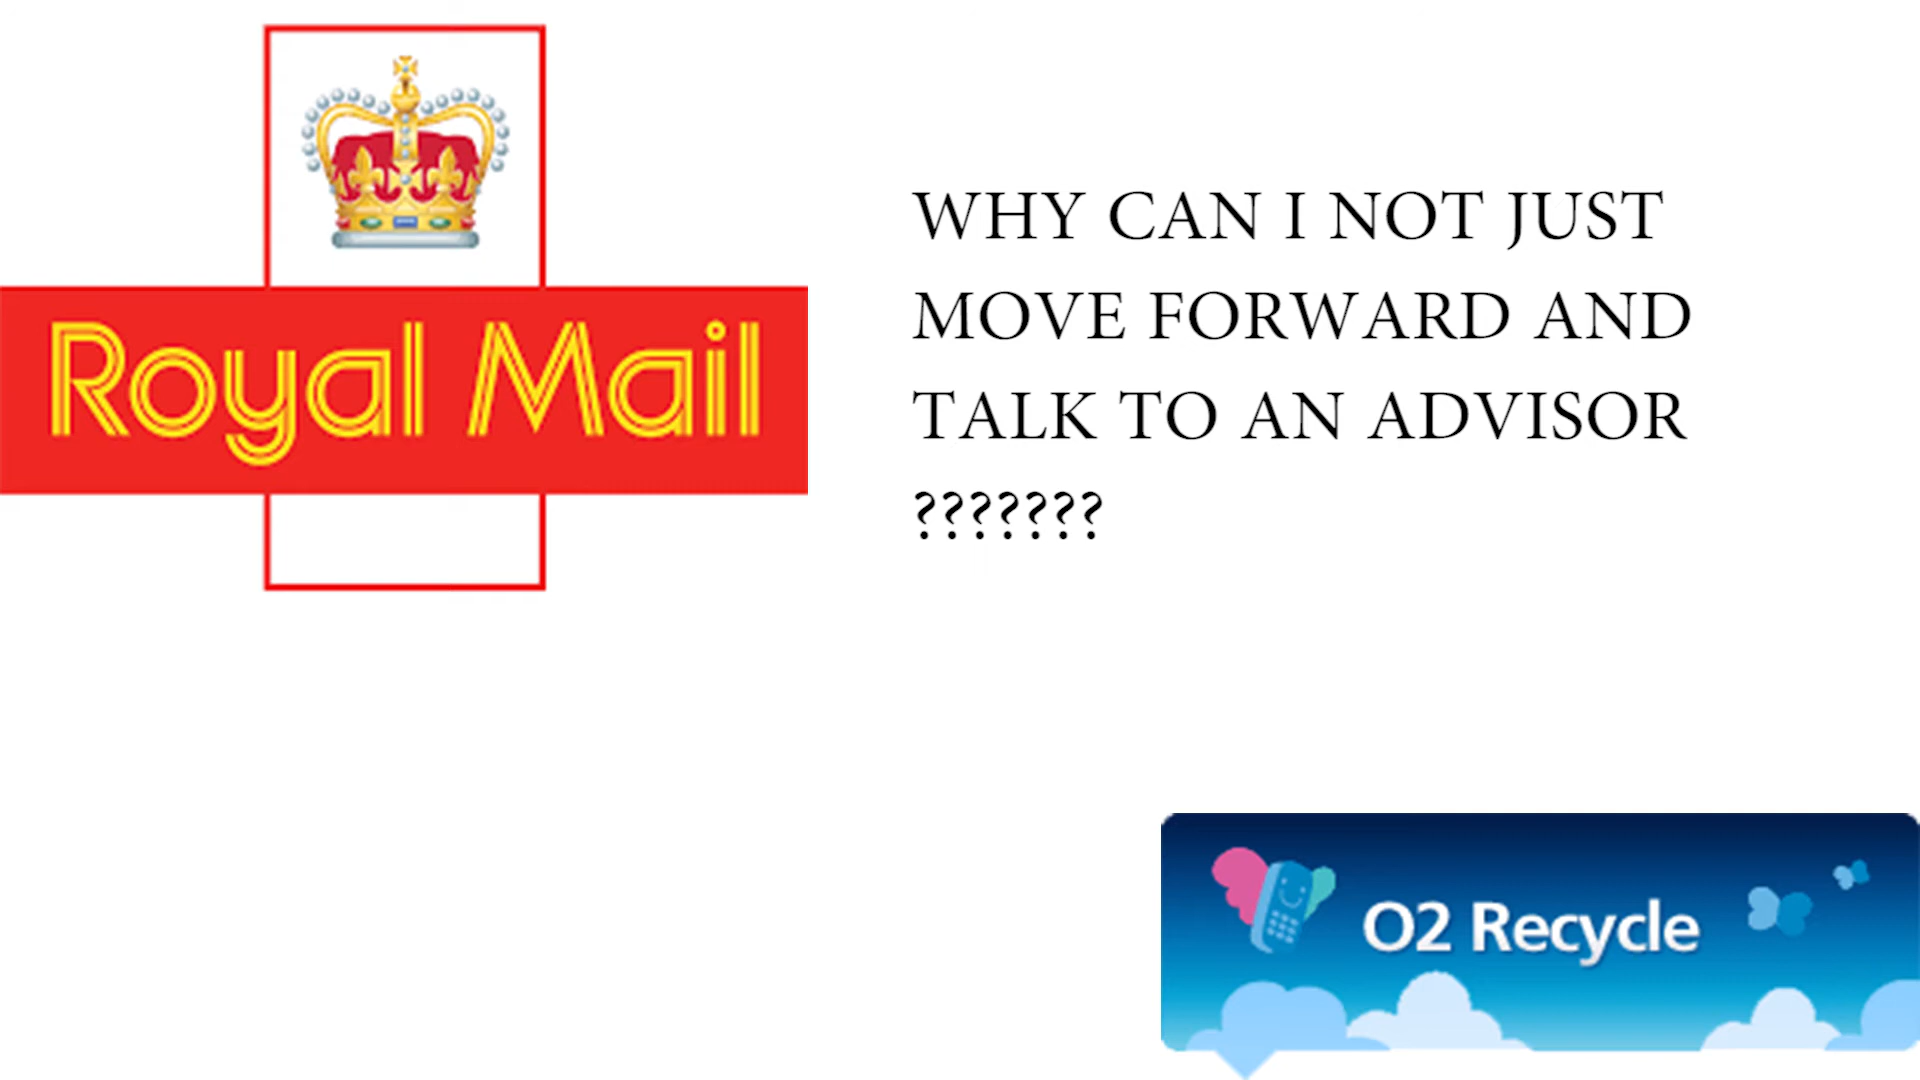 Royal Mail
WHY CAN I NOT JUST
MOVE FORWARD AND
TALK TO AN ADVISOR
???????
O2 Recycle